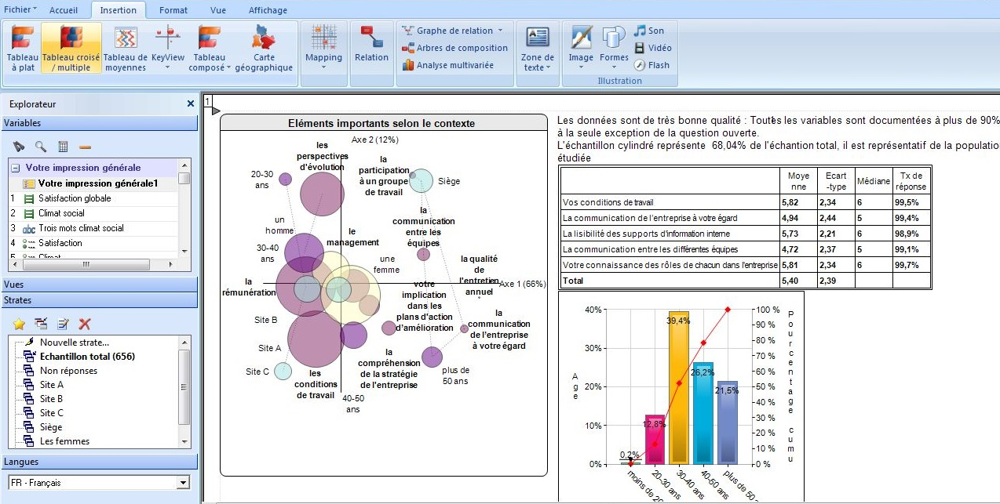 Fichier
Accueil
Insertion
Format
Vue
Affichage
Tableau
à plat
Tableau croisé
/ multiple
Tableau de
moyennes
KeyView
Tableau
composé
Carte
géographique
Mapping
Relation
Graphe de relation
Arbres de composition
Analyse multivariée
Zone de
texte
Image
Formes
Son
Vidéo
Flash
Illustration
Explorateur
Variables
Votre impression générale
Votre impression générale1
1 Satisfaction globale
2 Climat social
3 abc Trois mots climat social
4 Satisfaction
5 Climat
Vues
Strates
Nouvelle strate...
Echantillon total (656)
Non réponses
Site A
Site B
Site C
Siège
Les femmes
Langues
FR - Français
1
Eléments importants selon le contexte
Axe 2 (12%)
les
perspectives
d'évolution
20-30
ans
la
participation
à un groupe
de travail
Siège
la
communication
entre les
équipes
un
homme
le
management
30-40
ans
une
femme
la qualité
de
l'entretien
annuel
Axe 1 (66%)
la
rémunération
votre
implication
dans les
plans d'action
d'amélioration
Site B
la
communication
de l'entreprise
à votre égard
Site A
la
compréhension
de la stratégie
de l'entreprise
Site C
les
conditions
de travail
plus de
50 ans
40-50
ans
Les données sont de très bonne qualité : Toutes les variables sont documentées à plus de 90%
à la seule exception de la question ouverte.
L'échantillon cylindré représente 68,04% de l'échantion total, il est représentatif de la populatio
étudiée
Moye
nne
Ecart
-type
Médiane
Tx de
réponse
Vos conditions de travail 5,82 2,34 6 99,5%
La communication de l'entreprise à votre égard 4,94 2,44 5 99,4%
La lisibilité des supports d'information interne 5,73 2,21 6 98,9%
La communication entre les différentes équipes 4,72 2,37 5 99,1%
Votre connaissance des rôles de chacun dans l'entreprise 5,81 2,34 6 99,7%
Total 5,40 2,39
40%
30%
20%
10%
0%
Age
0,2%
12,8%
39,4%
26,2%
21,5%
100 %
90 %
80 %
70 %
60 %
50 %
40 %
30 %
20 %
10 %
0 %
Pourcentage cumu
moins de 20
20-30 ans
30-40 ans
40-50 ans
plus de 50